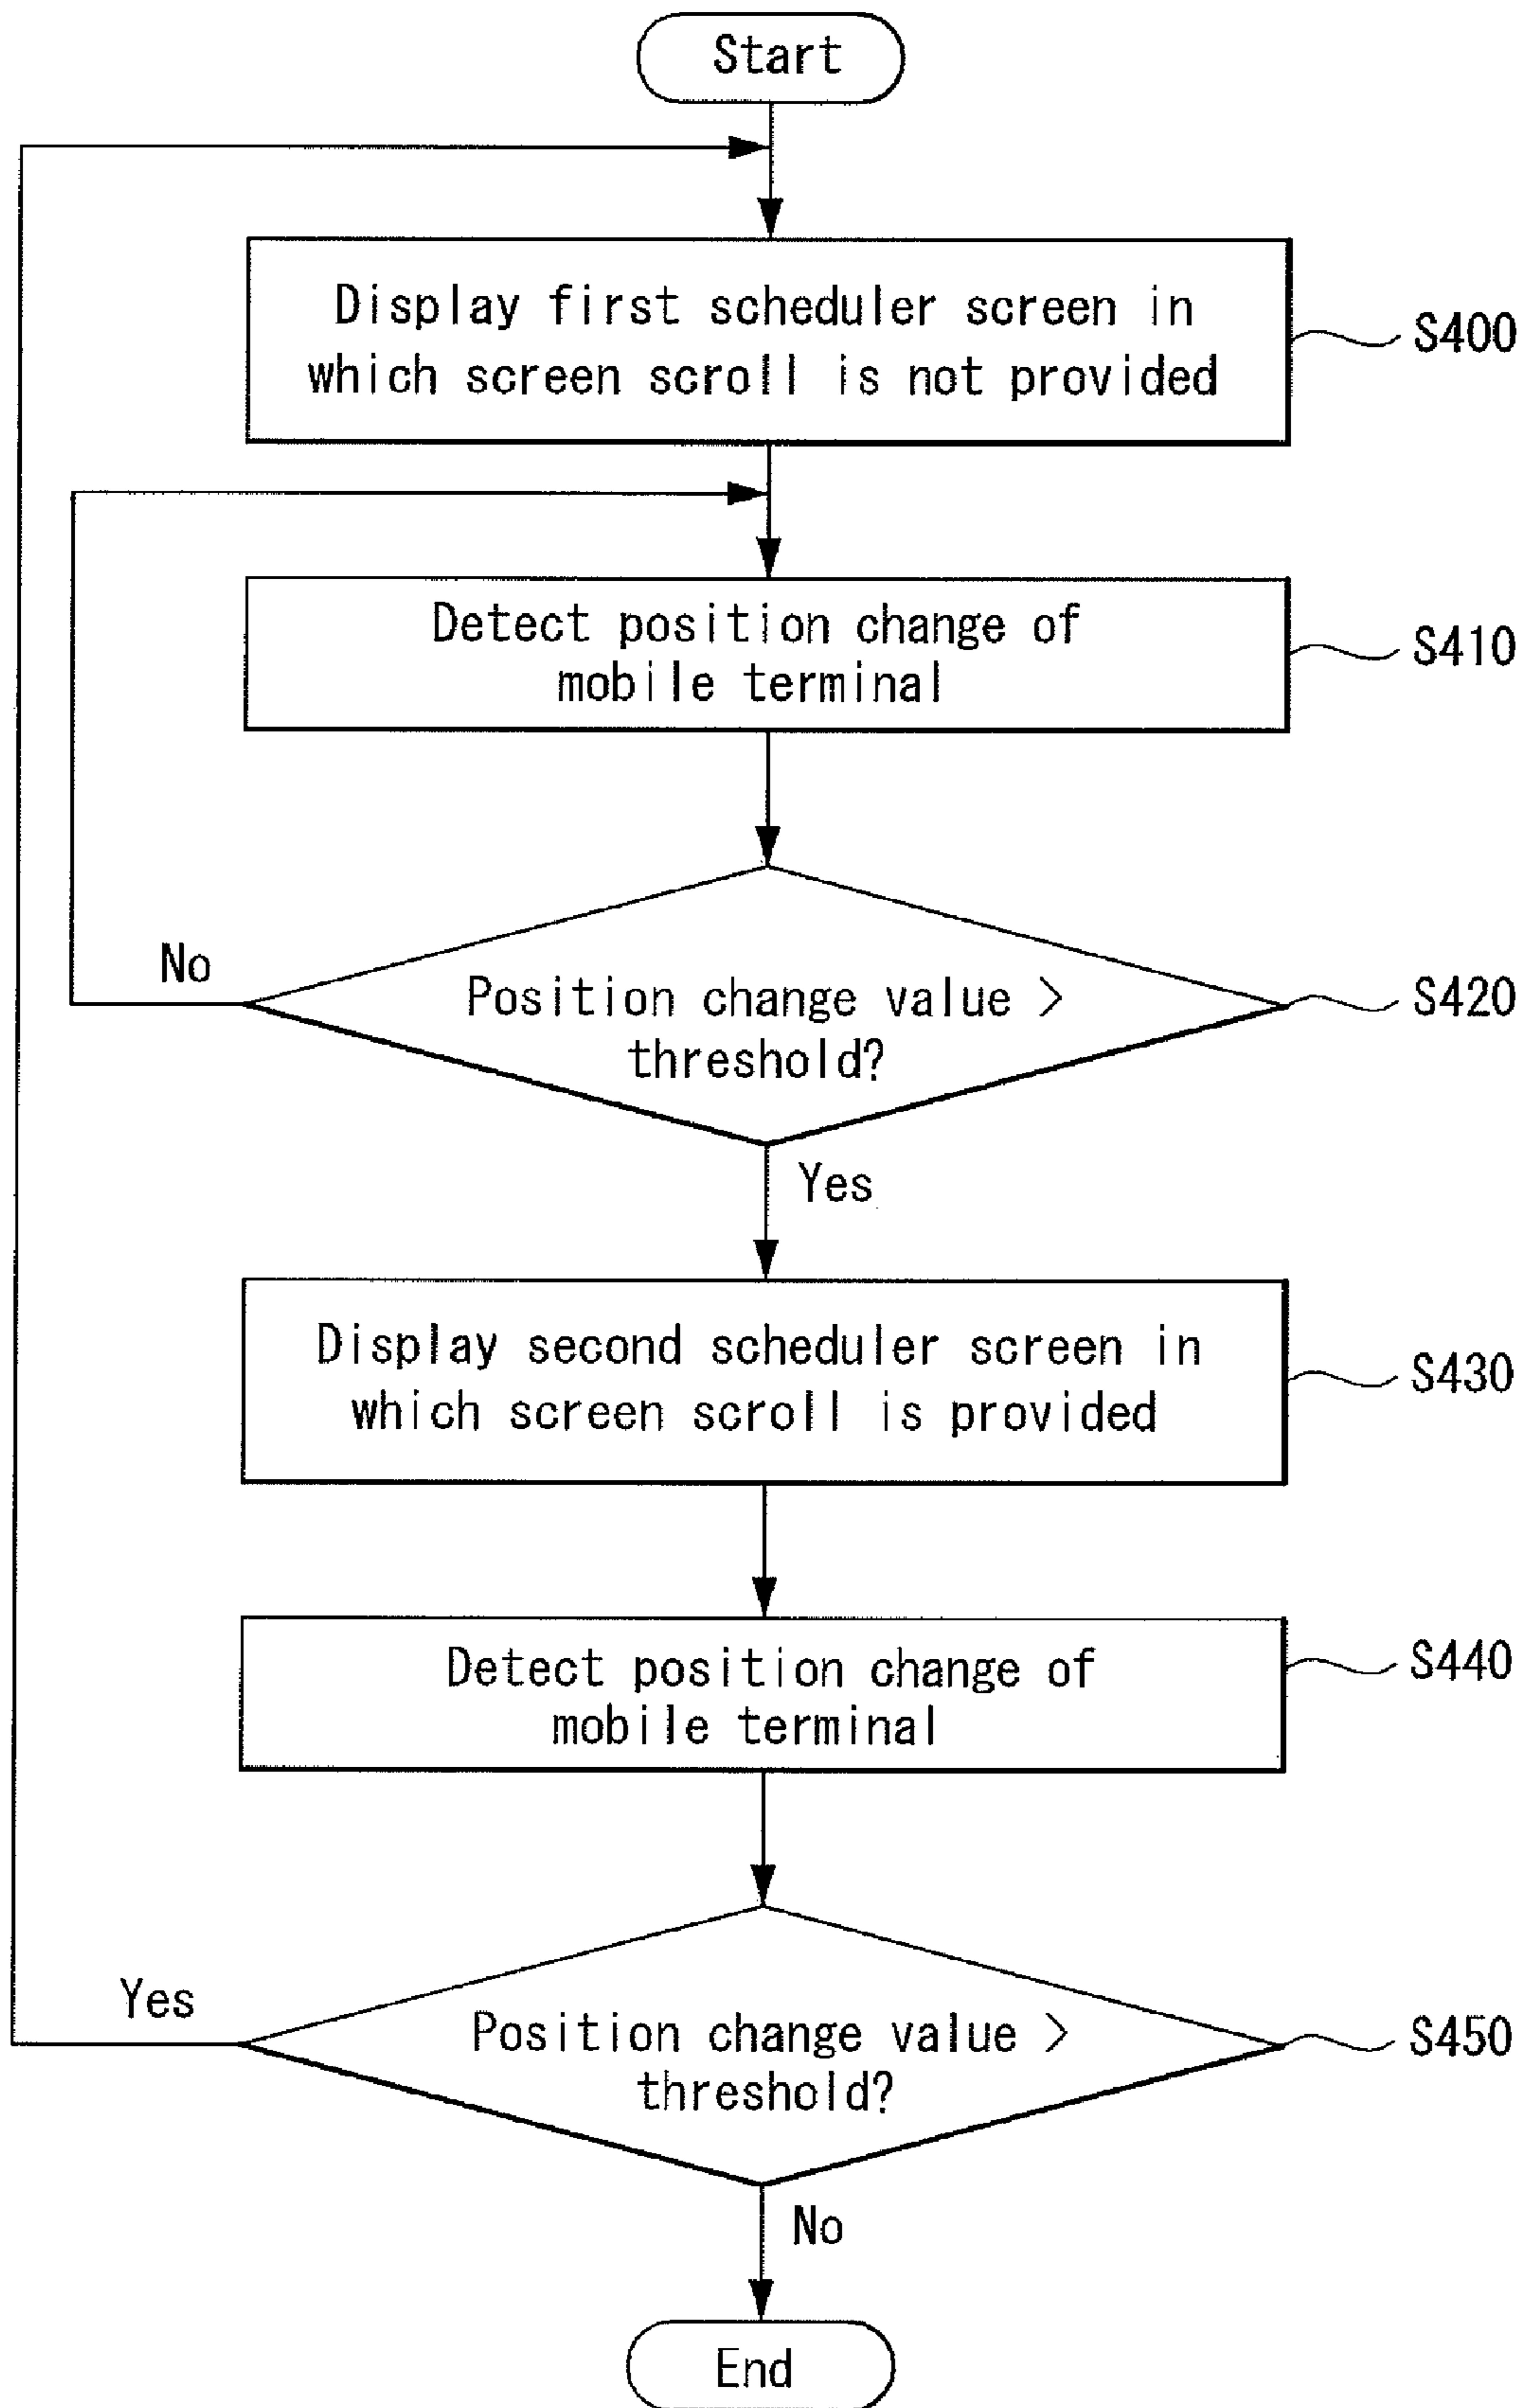 Start
Display first scheduler screen in
which screen scroll is not provided
S400
Detect position change of
mobile terminal
S410
No
Position change value >
threshold?
S420
Yes
Display second scheduler screen in
which screen scroll is provided
S430
Detect position change of
mobile terminal
S440
Yes
Position change value >
threshold?
S450
No
End